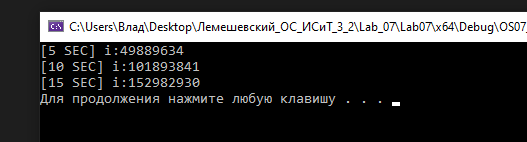 C:\Users\Влад\Desktop\Лемешевский_ОС_ИСиТ_3_2\Lab_07\Lab07\x64\Debug\OS07_
[5 SEC] i:49889634
[10 SEC] i:101893841
[15 SEC] i:152982930
Для продолжения нажмите любую клавишу . . .